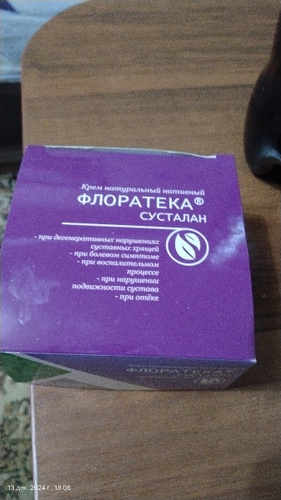 Крем натуральный нативный
ФЛОРАТЕКА®
СУСТАЛАН
- при дегенеративных нарушениях
суставных хрящей
- при болевом симптоме
- при воспалительном
процессе
- при нарушении
подвижности сустава
- при отёке
ФЛОРАТЕКА®
13 дек. 2024 г., 18:08